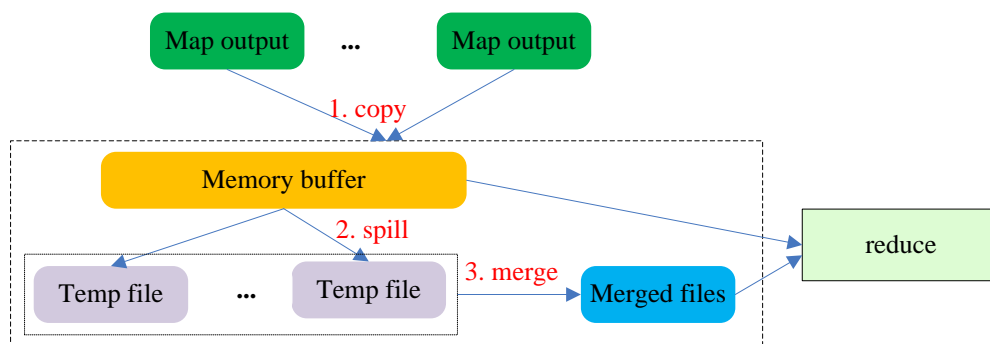 Map output ... Map output
1. copy
Memory buffer
2. spill
reduce
3. merge
Temp file ... Temp file
Merged files